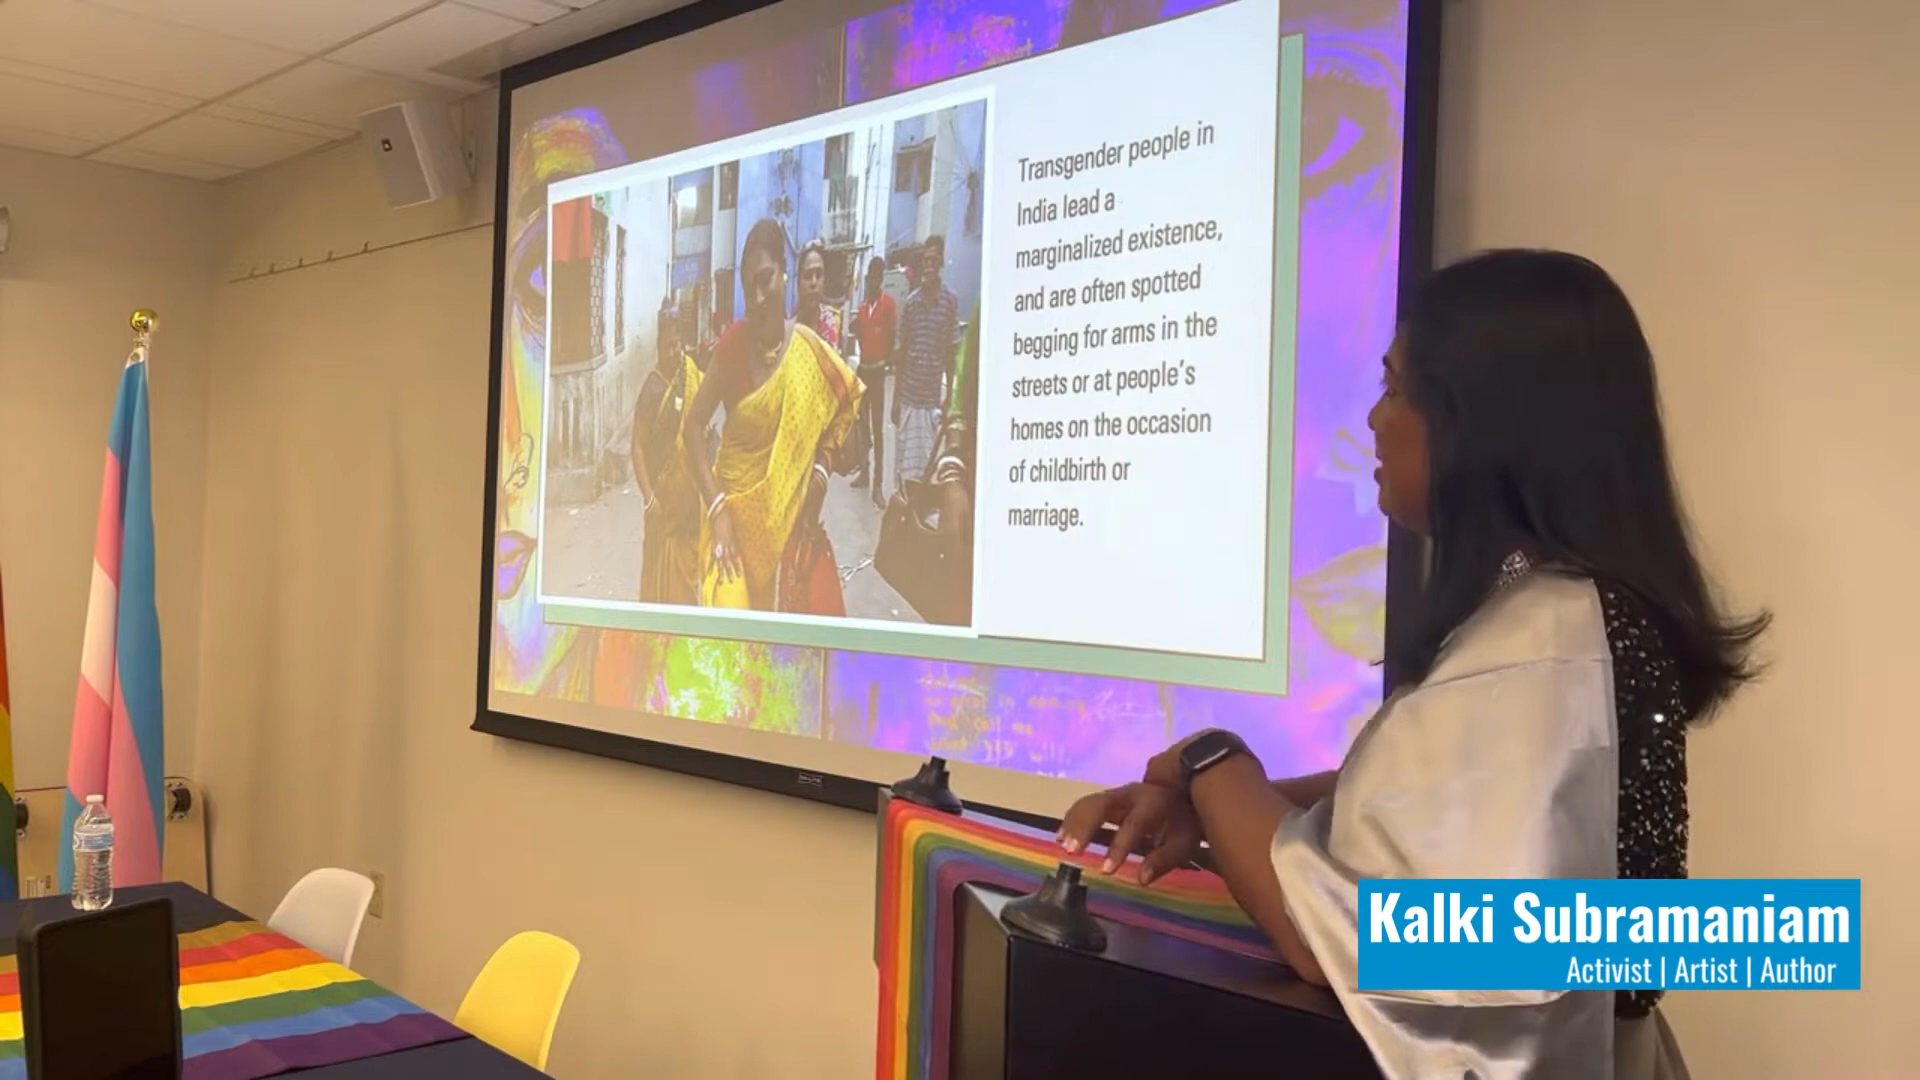 Transgender people in
India lead a
marginalized existence,
and are often spotted
begging for arms in the
streets or at people's
homes on the occasion
of childbirth or
marriage.
Kalki Subramaniam
Activist | Artist | Author